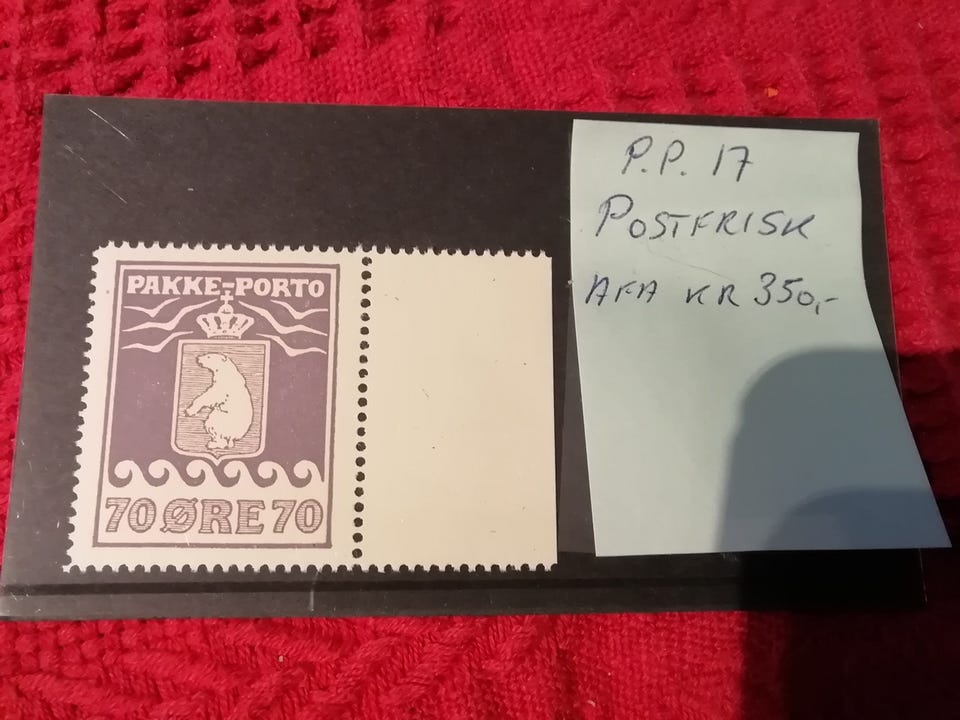 PAKKE-PORTO
70 ØRE 70
P.P. 17
POSTFRISK
AFA KR 350,-